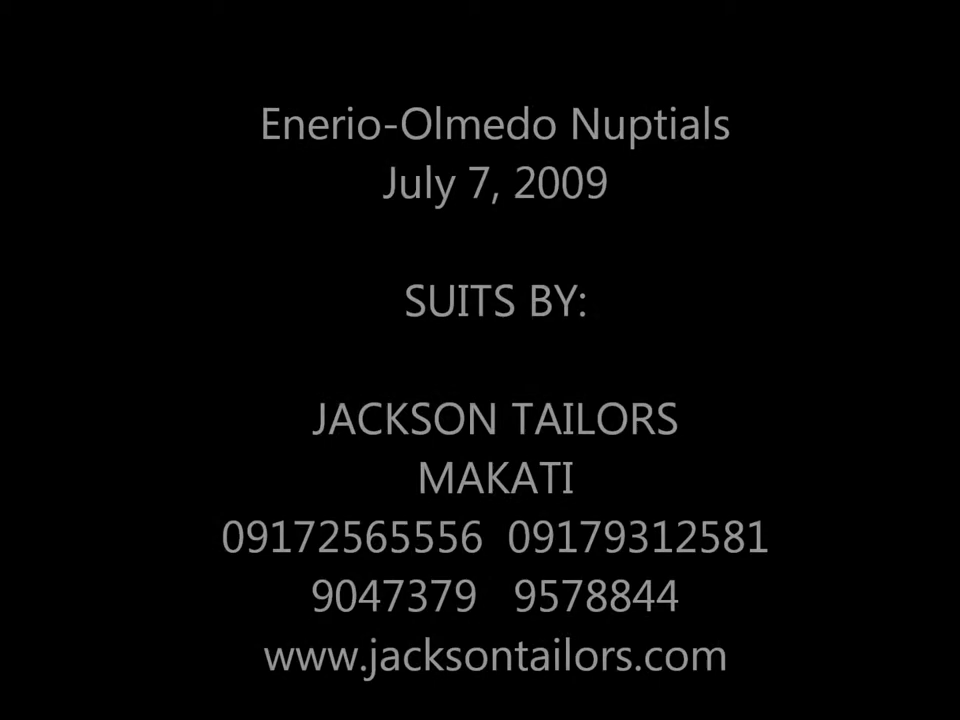 Enerio-Olmedo Nuptials
July 7, 2009
SUITS BY:
JACKSON TAILORS
MAKATI
09172565556  09179312581
9047379   9578844
www.jacksontailors.com